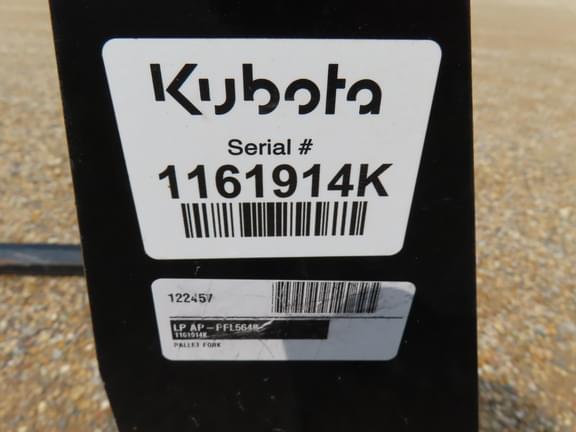 Kubota
Serial #
1161914K
122457
LP AP-PFL5648
1161914K
PALLET FORK